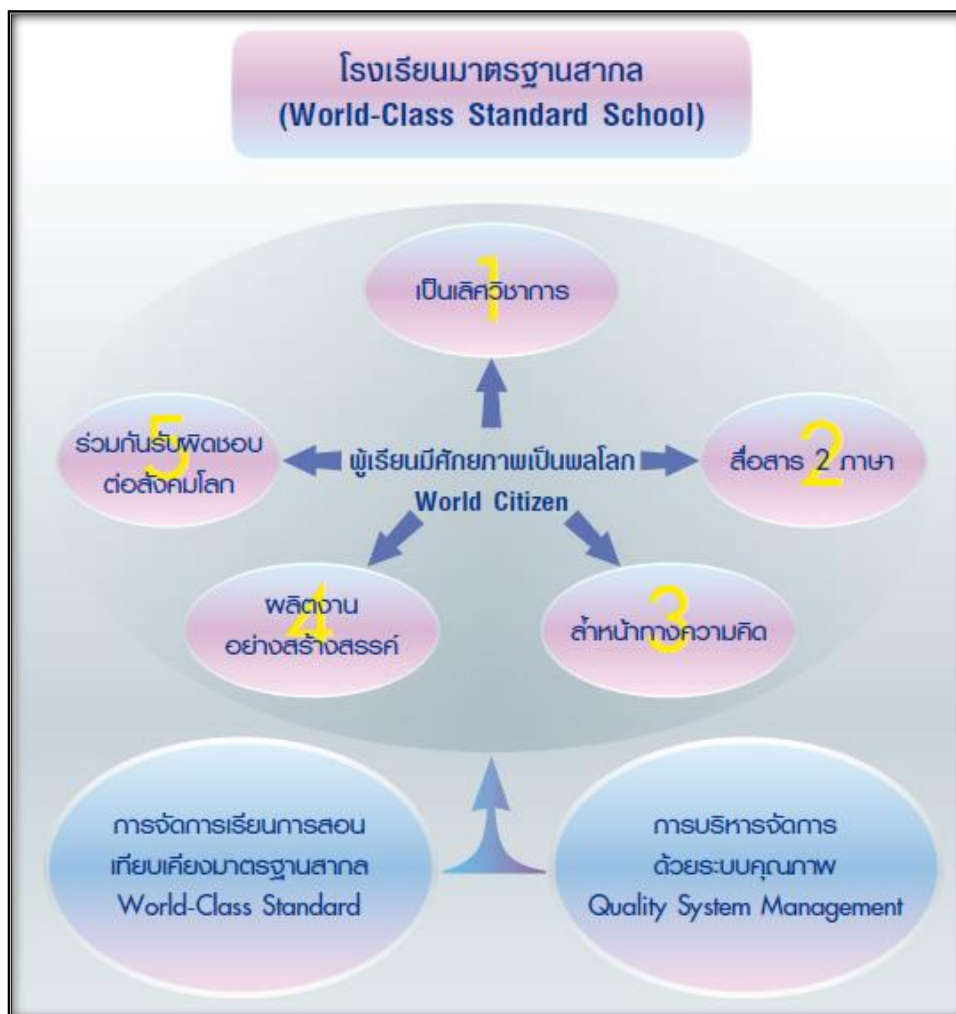 โรงเรียนมาตรฐานสากล
(World-Class Standard School)
1
เป็นเลิศวิชาการ
5
ร่วมกันรับผิดชอบ
ต่อสังคมโลก
ผู้เรียนมีศักยภาพเป็นพลโลก
World Citizen
2
สื่อสาร 2 ภาษา
4
ผลิตงาน
อย่างสร้างสรรค์
3
ล้ำหน้าทางความคิด
การจัดการเรียนการสอน
เทียบเคียงมาตรฐานสากล
World-Class Standard
การบริหารจัดการ
ด้วยระบบคุณภาพ
Quality System Management